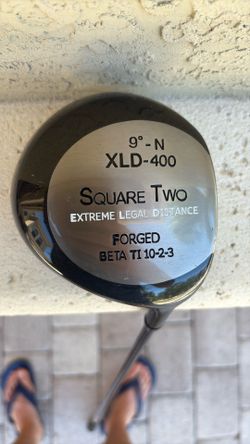 9°-N
XLD-400
SQUARE TWO
EXTREME LEGAL DISTANCE
FORGED
BETA TI 10-2-3